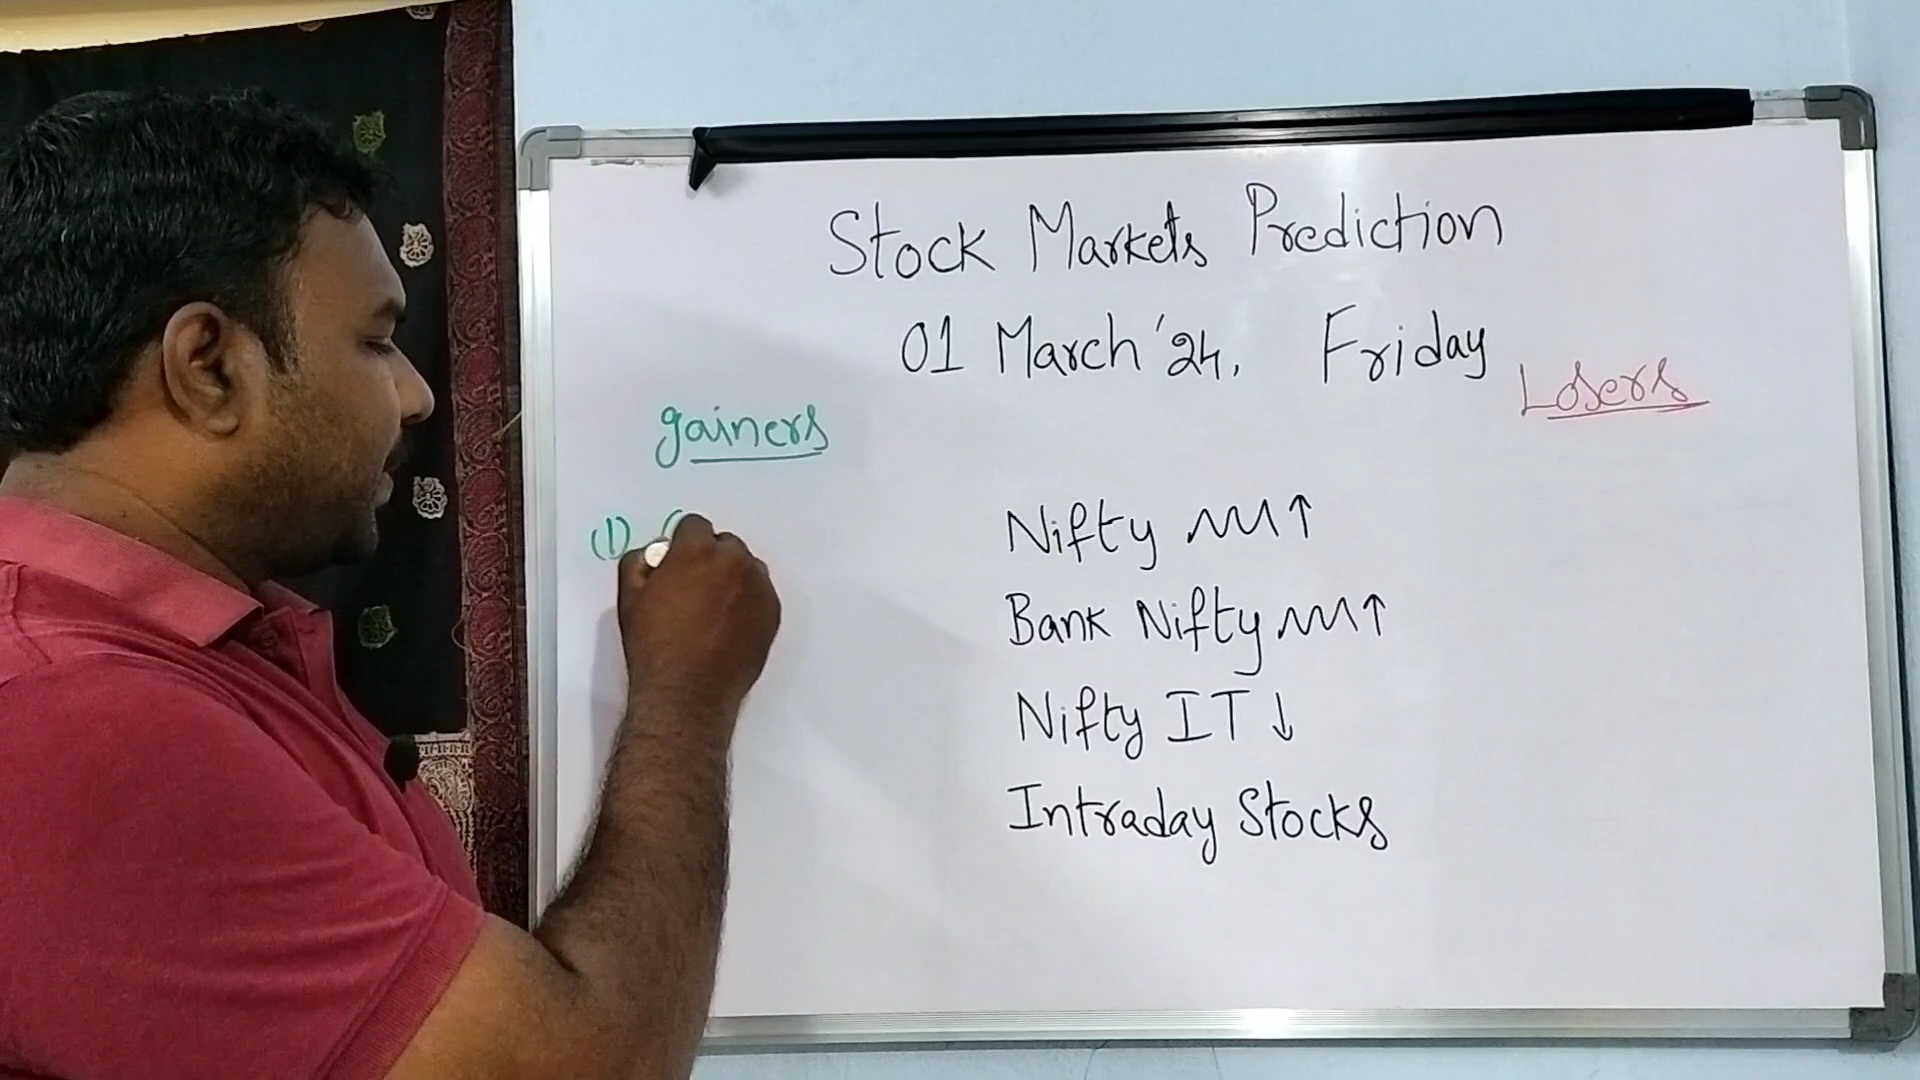 Stock Markets Prediction
01 March '24. Friday
gainers
Losers
(1)
Nifty ↑
Bank Nifty ↑
Nifty IT ↓
Intraday Stocks